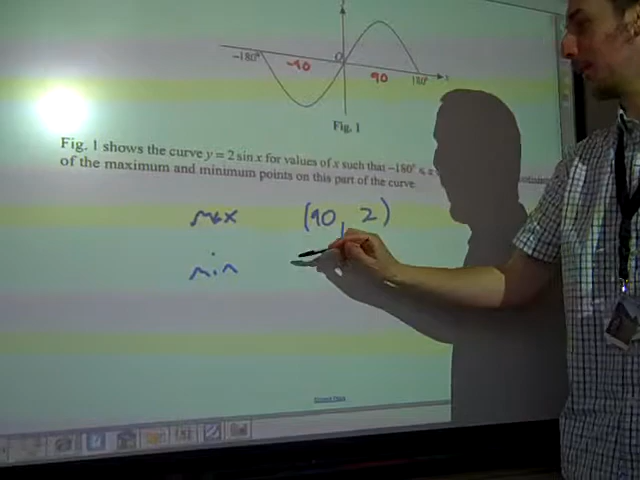 -180° -90 O 90 180° x
Fig. 1
Fig. 1 shows the curve y = 2 sin x for values of x such that -180° ≤ x
of the maximum and minimum points on this part of the curve
max (90, 2)
min